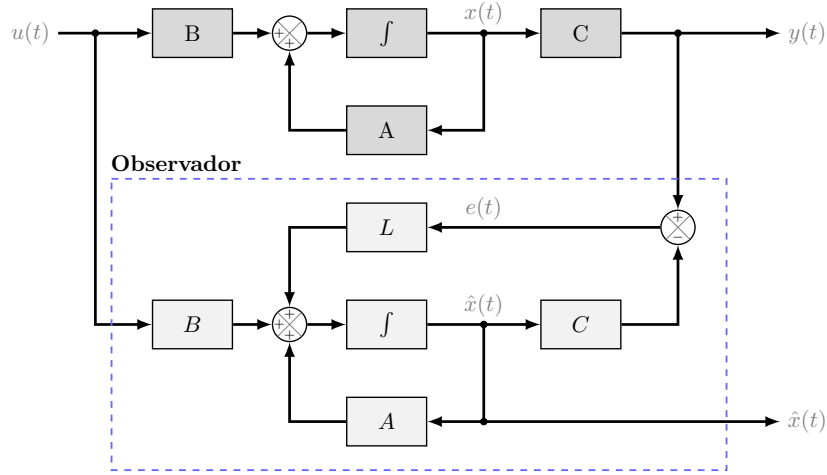 x(t)
u(t) B ∫ C y(t)
+ +
A
Observador
e(t)
L
+ −
x̂(t)
B ∫ C
+ + +
A x̂(t)